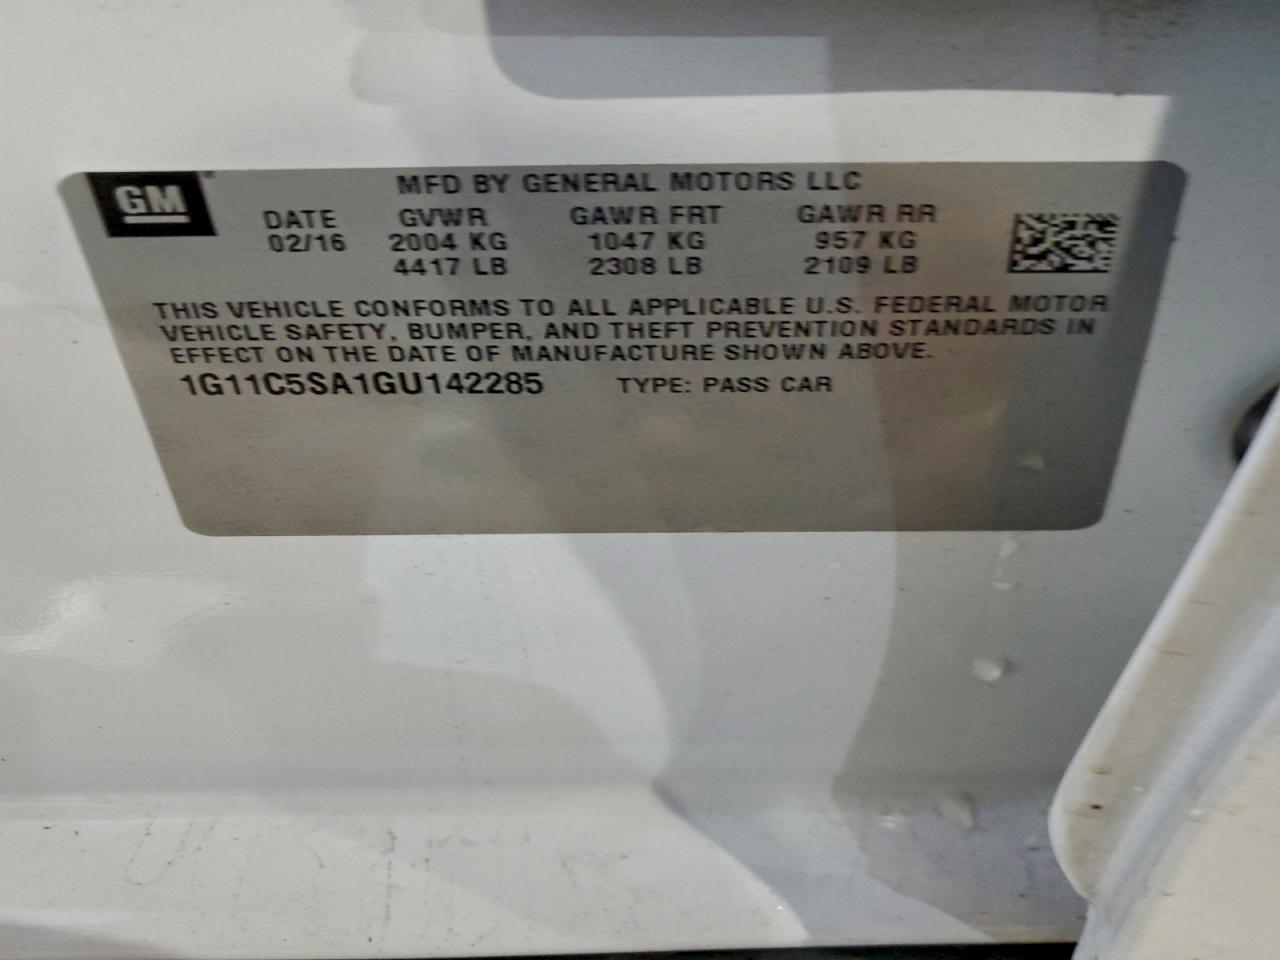 GM
MFD BY GENERAL MOTORS LLC
DATE GVWR GAWR FRT GAWR RR
02/16 2004 KG 1047 KG 957 KG
4417 LB 2308 LB 2109 LB
THIS VEHICLE CONFORMS TO ALL APPLICABLE U.S. FEDERAL MOTOR
VEHICLE SAFETY, BUMPER, AND THEFT PREVENTION STANDARDS IN
EFFECT ON THE DATE OF MANUFACTURE SHOWN ABOVE.
1G11C5SA1GU142285 TYPE: PASS CAR